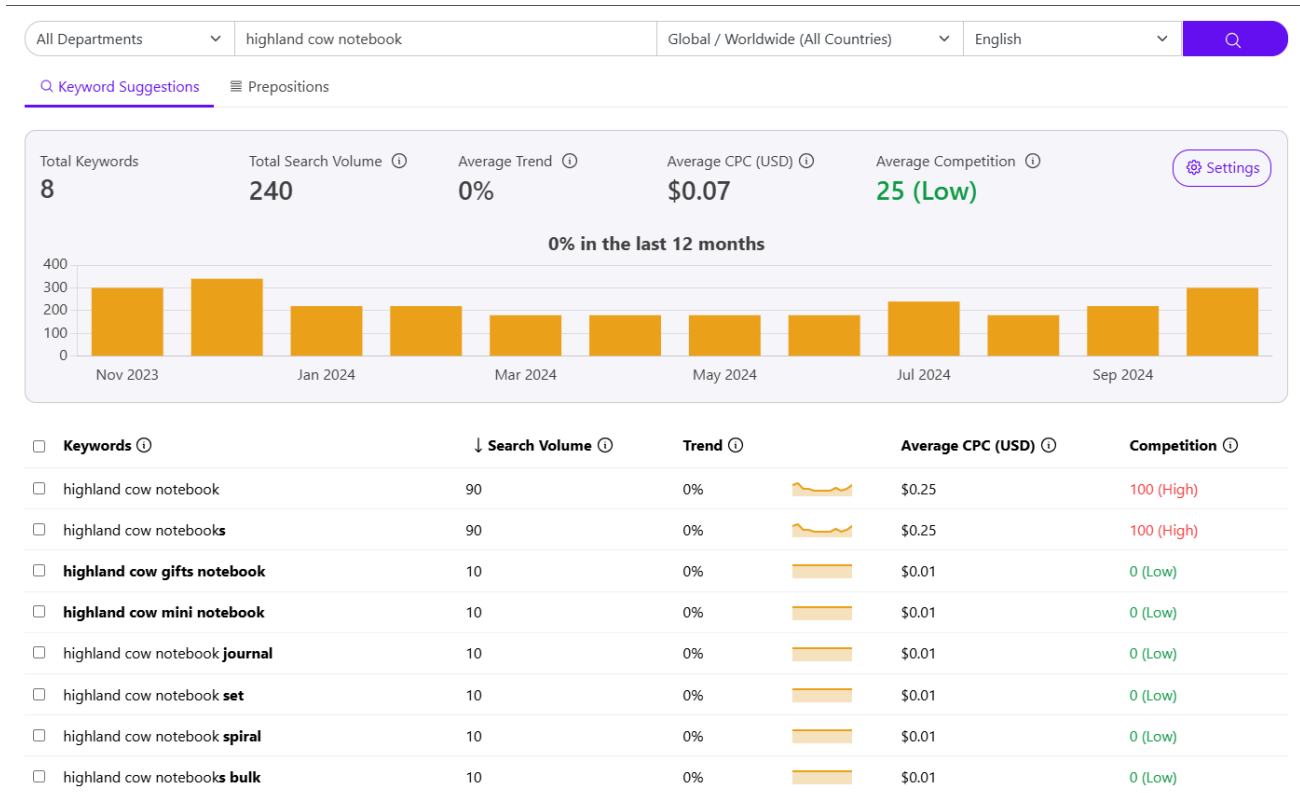 All Departments highland cow notebook Global / Worldwide (All Countries) English
Keyword Suggestions Prepositions
Total Keywords Total Search Volume Average Trend Average CPC (USD) Average Competition
8 240 0% $0.07 25 (Low) Settings
0% in the last 12 months
400
300
200
100
0
Nov 2023 Jan 2024 Mar 2024 May 2024 Jul 2024 Sep 2024
Keywords ↓ Search Volume Trend Average CPC (USD) Competition
highland cow notebook 90 0% $0.25 100 (High)
highland cow notebooks 90 0% $0.25 100 (High)
highland cow gifts notebook 10 0% $0.01 0 (Low)
highland cow mini notebook 10 0% $0.01 0 (Low)
highland cow notebook journal 10 0% $0.01 0 (Low)
highland cow notebook set 10 0% $0.01 0 (Low)
highland cow notebook spiral 10 0% $0.01 0 (Low)
highland cow notebooks bulk 10 0% $0.01 0 (Low)